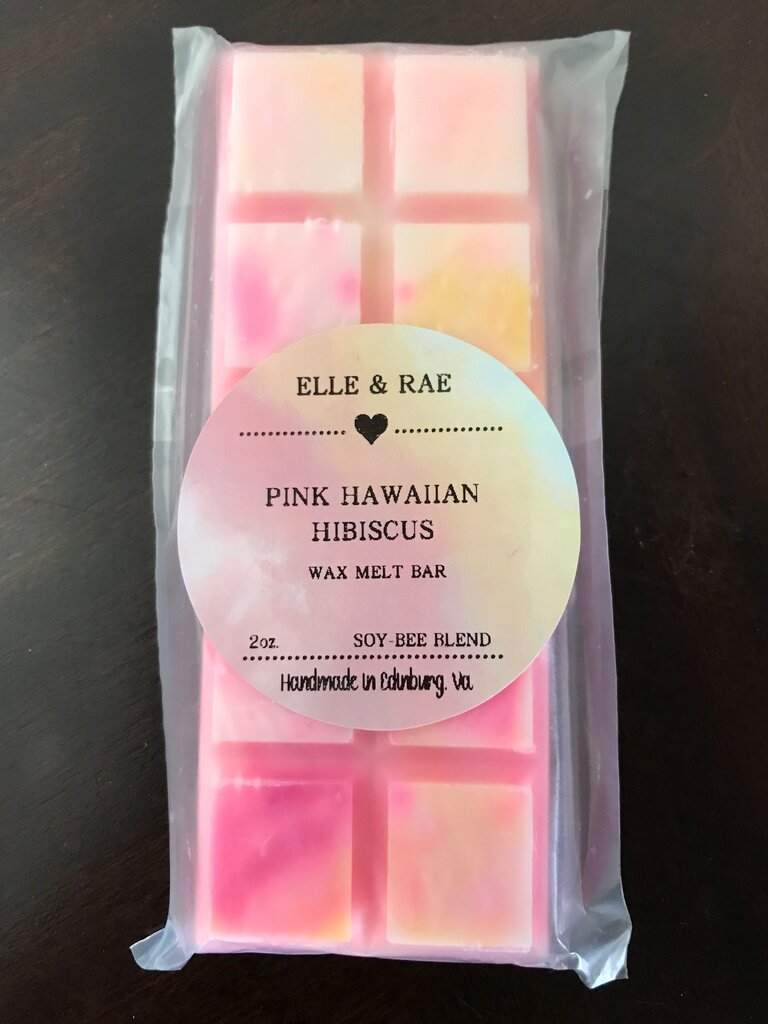 ELLE & RAE
PINK HAWAIIAN
HIBISCUS
WAX MELT BAR
2oz. SOY-BEE BLEND
Handmade in Edinburg, Va